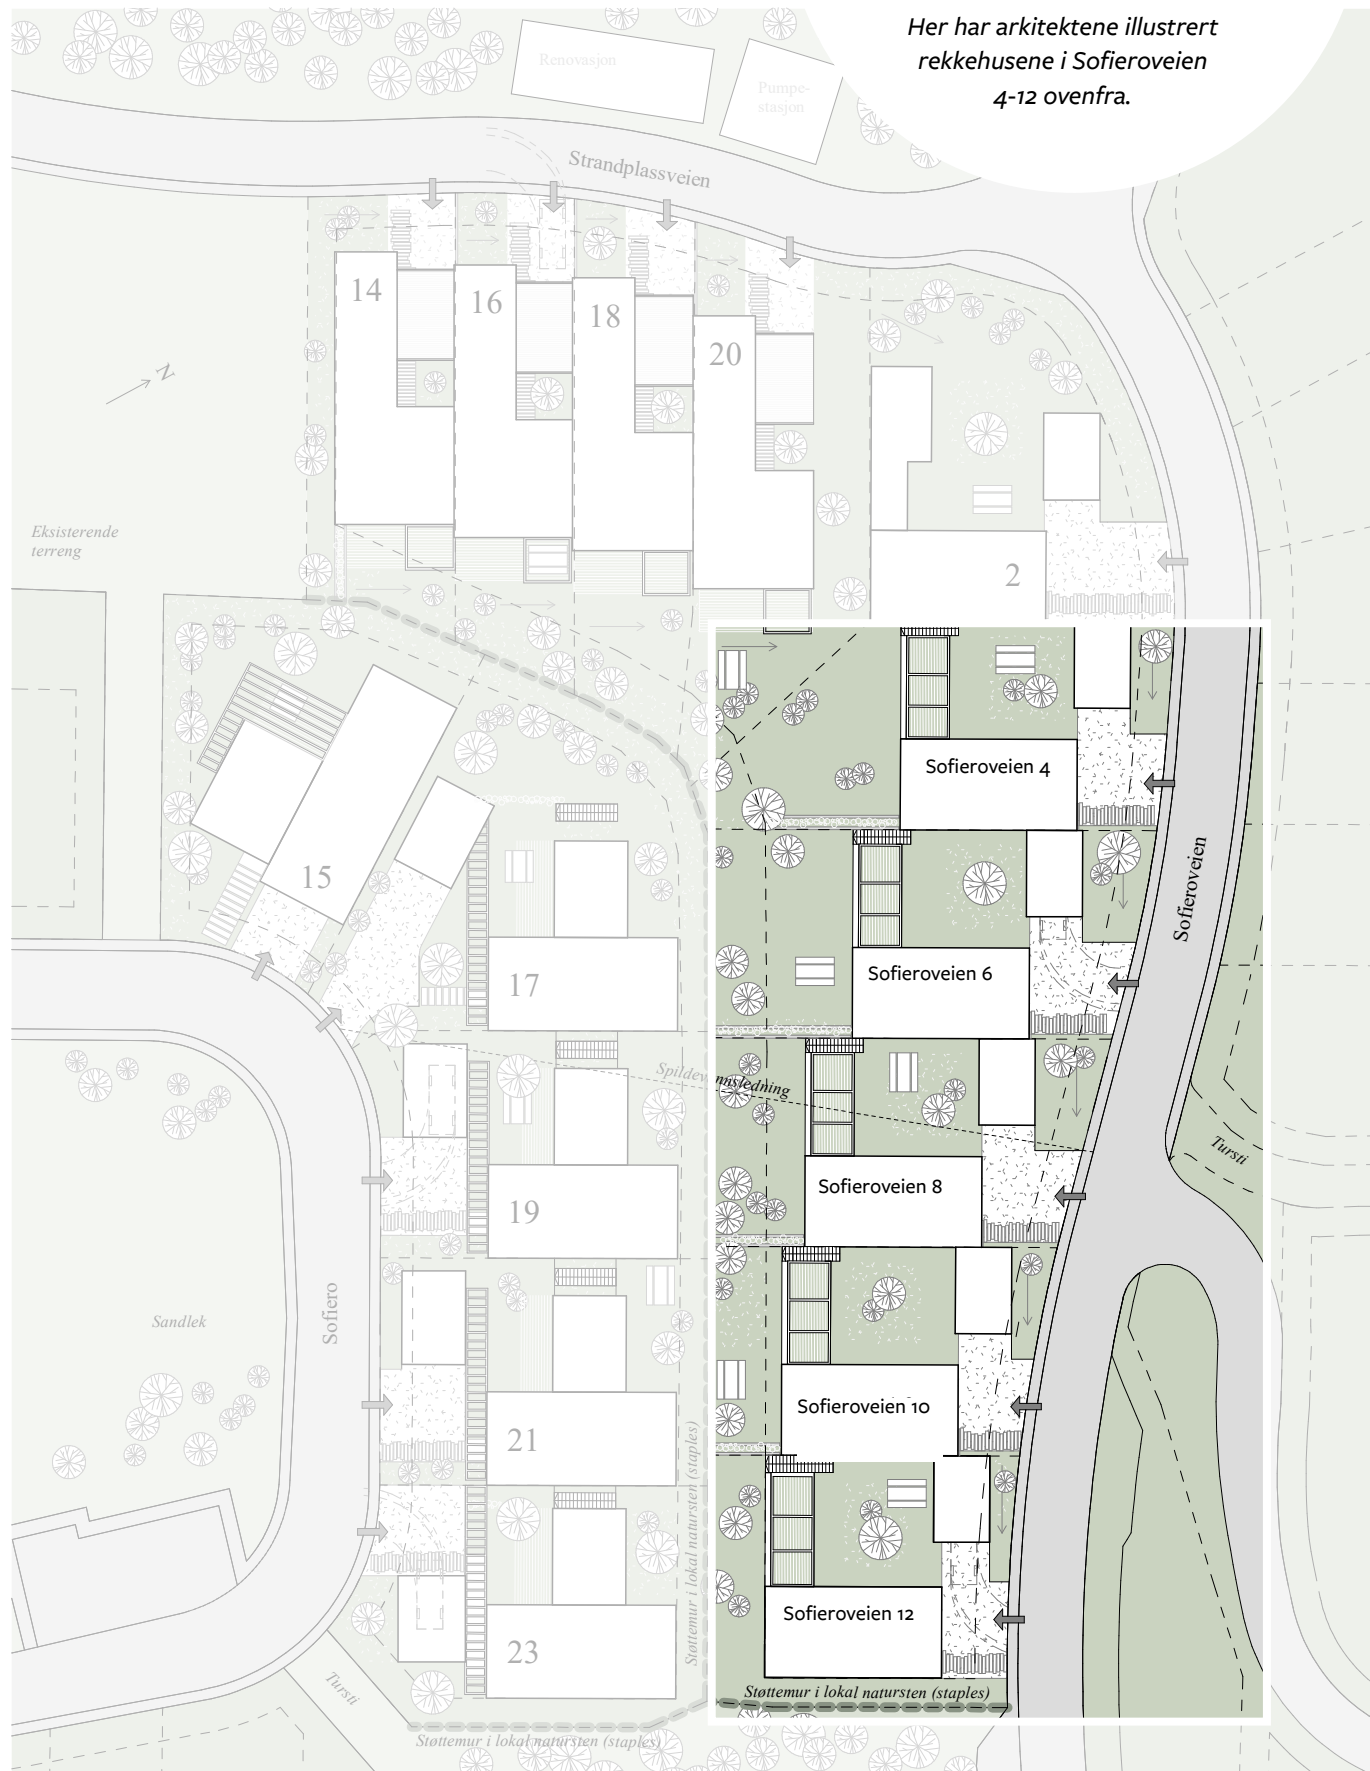 Her har arkitektene illustrert
rekkehusene i Sofieroveien
4-12 ovenfra.
Renovasjon
Pumpe-
stasjon
Strandplassveien
14
16
18
20
N
2
Eksisterende
terreng
15
17
19
21
23
Sofieroveien 4
Sofieroveien 6
Sofieroveien 8
Sofieroveien 10
Sofieroveien 12
Sofieroveien
Spildevannsledning
Tursti
Sandlek
Sofiero
Støttemur i lokal natursten (staples)
Støttemur i lokal natursten (staples)
Tursti
Støttemur i lokal natursten (staples)